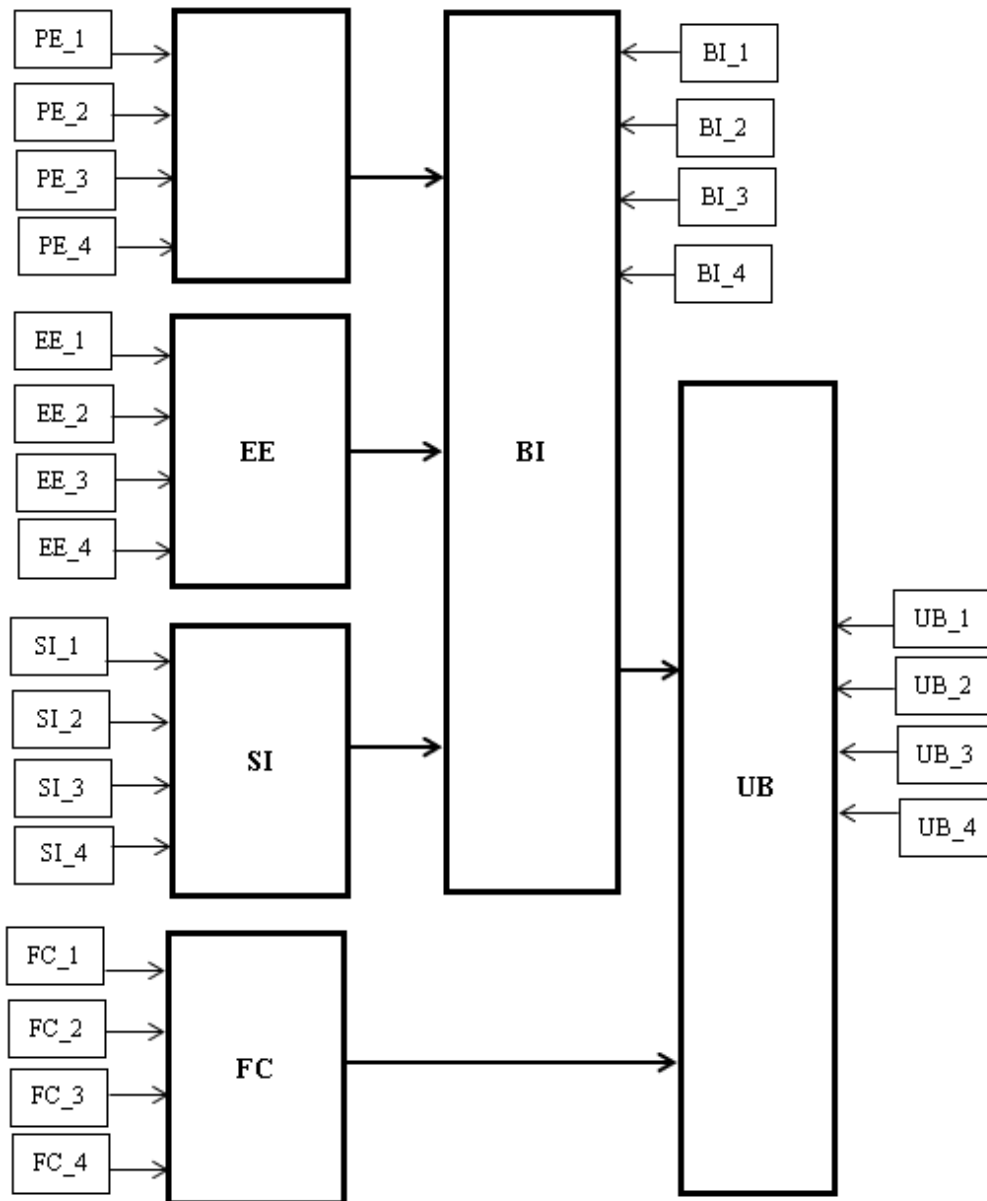 PE_1
PE_2
PE_3
PE_4
BI_1
BI_2
BI_3
BI_4
EE_1
EE_2
EE_3
EE_4
EE
BI
SI_1
SI_2
SI_3
SI_4
SI
UB
UB_1
UB_2
UB_3
UB_4
FC_1
FC_2
FC_3
FC_4
FC